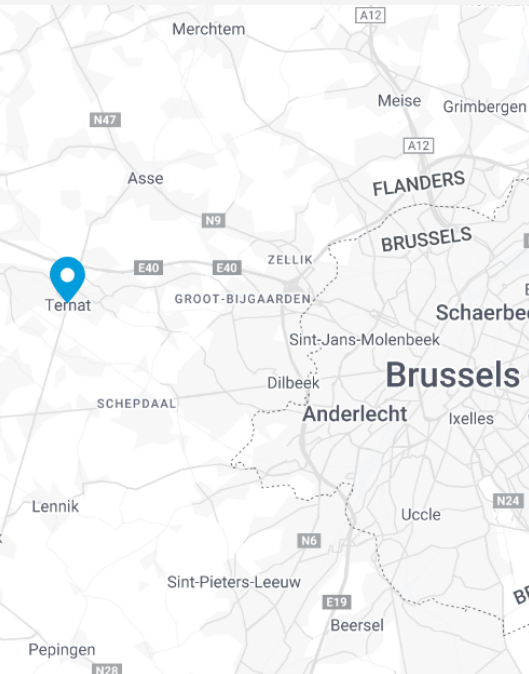 A12
Merchtem
Meise
Grimbergen
N47
A12
Asse
FLANDERS
N9
BRUSSELS
ZELLIK
E40
E40
GROOT-BIJGAARDEN
Ternat
Schaerbee
Sint-Jans-Molenbeek
Brussels
Dilbeek
SCHEPDAAL
Anderlecht
Ixelles
N24
Lennik
Uccle
N6
Sint-Pieters-Leeuw
E19
Beersel
Pepingen
N28